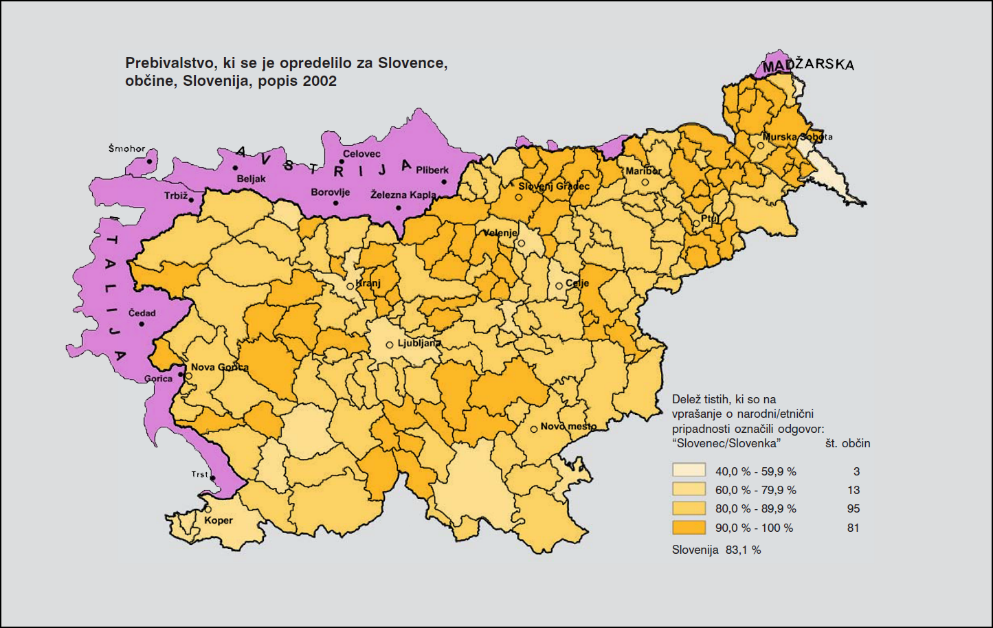 Prebivalstvo, ki se je opredelilo za Slovence,
občine, Slovenija, popis 2002
MADŽARSKA
Murska Sobota
Šmohor
AVSTRIJA
Celovec
Beljak
Pliberk
Trbiž
Borovlje
Železna Kapla
Slovenj Gradec
Maribor
Ptuj
Velenje
ITALIJA
Kranj
Celje
Čedad
Ljubljana
Nova Gorica
Gorica
Novo mesto
Trst
Koper
Delež tistih, ki so na
vprašanje o narodni/etnični
pripadnosti označili odgovor:
“Slovenec/Slovenka” št. občin
40,0 % - 59,9 % 3
60,0 % - 79,9 % 13
80,0 % - 89,9 % 95
90,0 % - 100 % 81
Slovenija 83,1 %